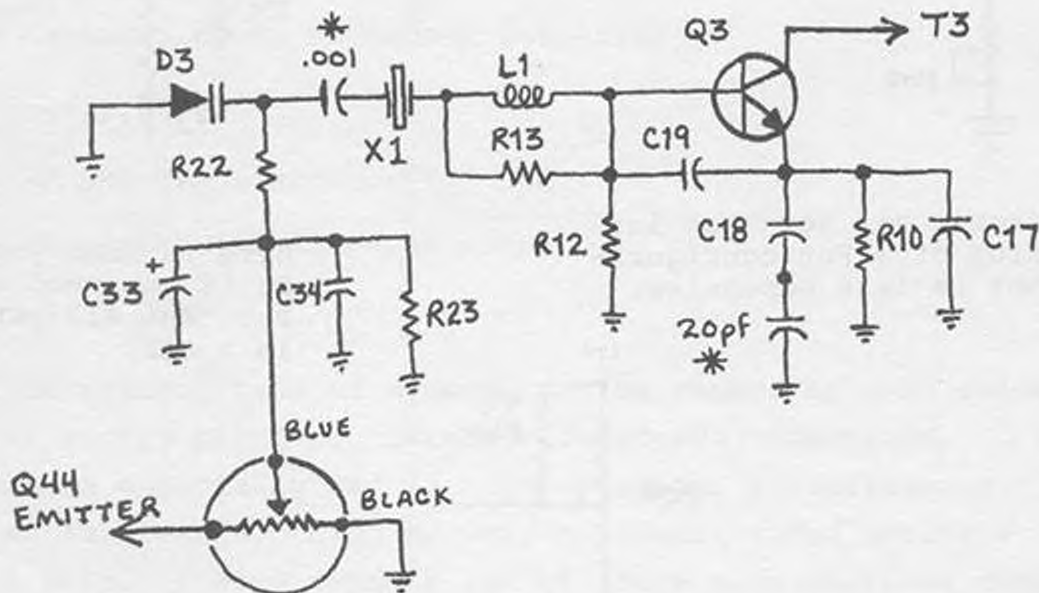 *
D3
.001
X1
L1
Q3
T3
R22
R13
C19
C33
+
C34
R23
R12
C18
R10
C17
20pf
*
BLUE
BLACK
Q44
EMITTER